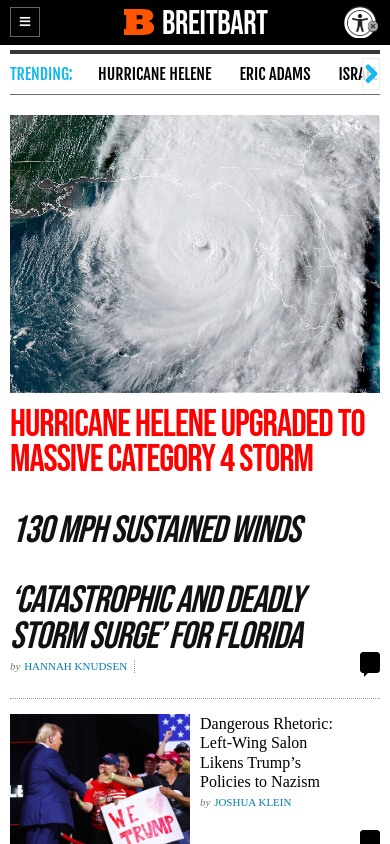 BREITBART
TRENDING:
HURRICANE HELENE
ERIC ADAMS
HURRICANE HELENE UPGRADED TO
MASSIVE CATEGORY 4 STORM
130 MPH SUSTAINED WINDS
‘CATASTROPHIC AND DEADLY
STORM SURGE’ FOR FLORIDA
by HANNAH KNUDSEN
WE
TRUMP
Dangerous Rhetoric:
Left-Wing Salon
Likens Trump’s
Policies to Nazism
by JOSHUA KLEIN